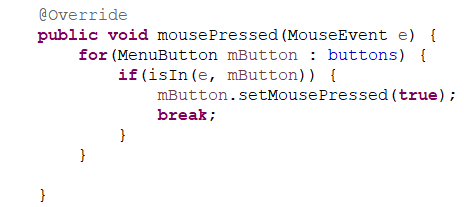 @Override
public void mousePressed(MouseEvent e) {
    for(MenuButton mButton : buttons) {
        if(isIn(e, mButton)) {
            mButton.setMousePressed(true);
            break;
        }
    }

}